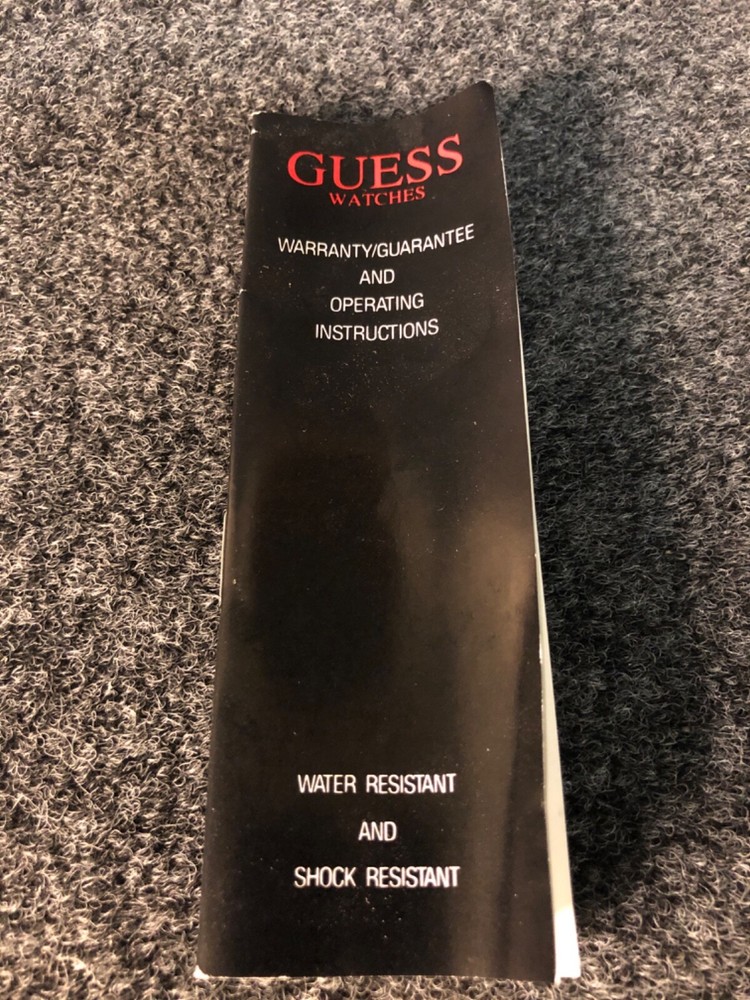 GUESS
WATCHES
WARRANTY/GUARANTEE
AND
OPERATING
INSTRUCTIONS
WATER RESISTANT
AND
SHOCK RESISTANT